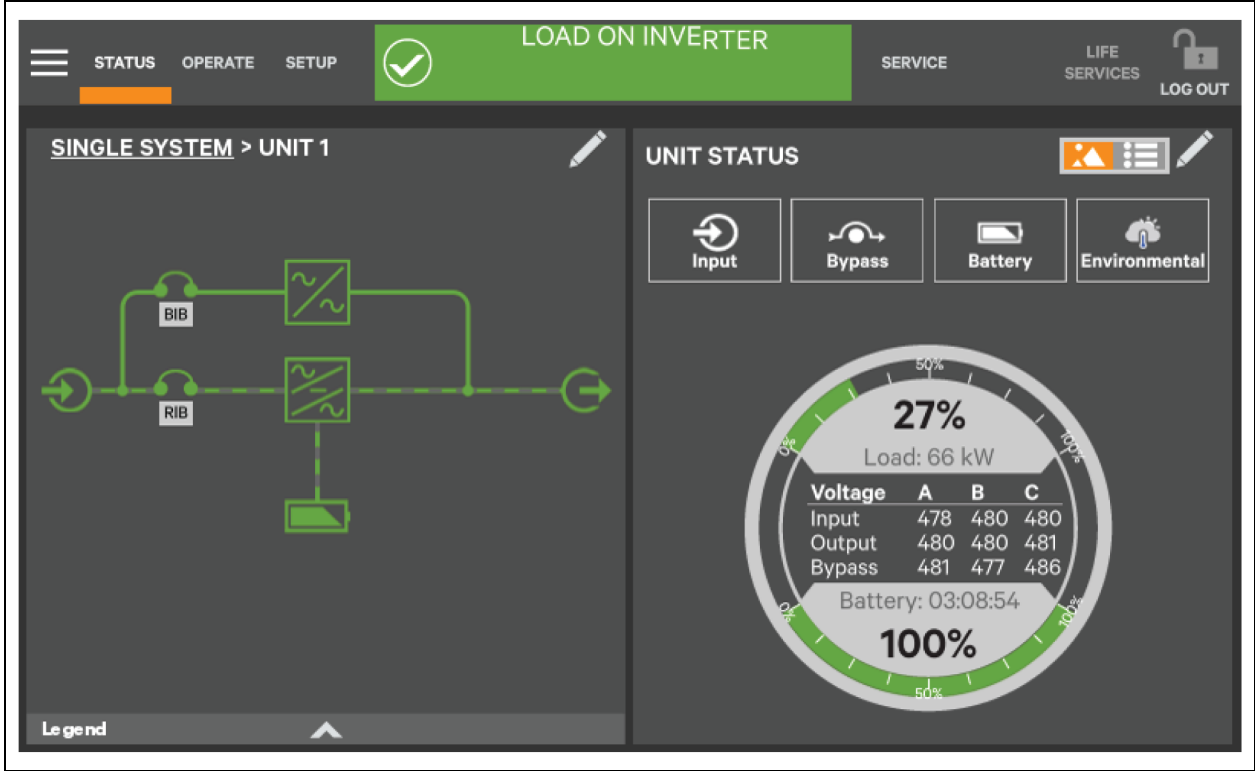 LOAD ON INVERTER
STATUS OPERATE SETUP SERVICE
LIFE
SERVICES
LOG OUT
SINGLE SYSTEM > UNIT 1
BIB
RIB
Legend
UNIT STATUS
Input Bypass Battery Environmental
50%
0% 100%
27%
Load: 66 kW
Voltage A B C
Input 478 480 480
Output 480 480 481
Bypass 481 477 486
Battery: 03:08:54
0% 100%
100%
50%